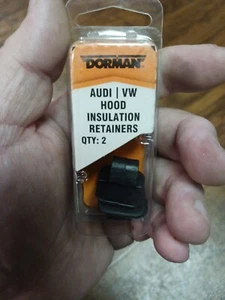 DORMAN
AUDI | VW
HOOD
INSULATION
RETAINERS
QTY: 2